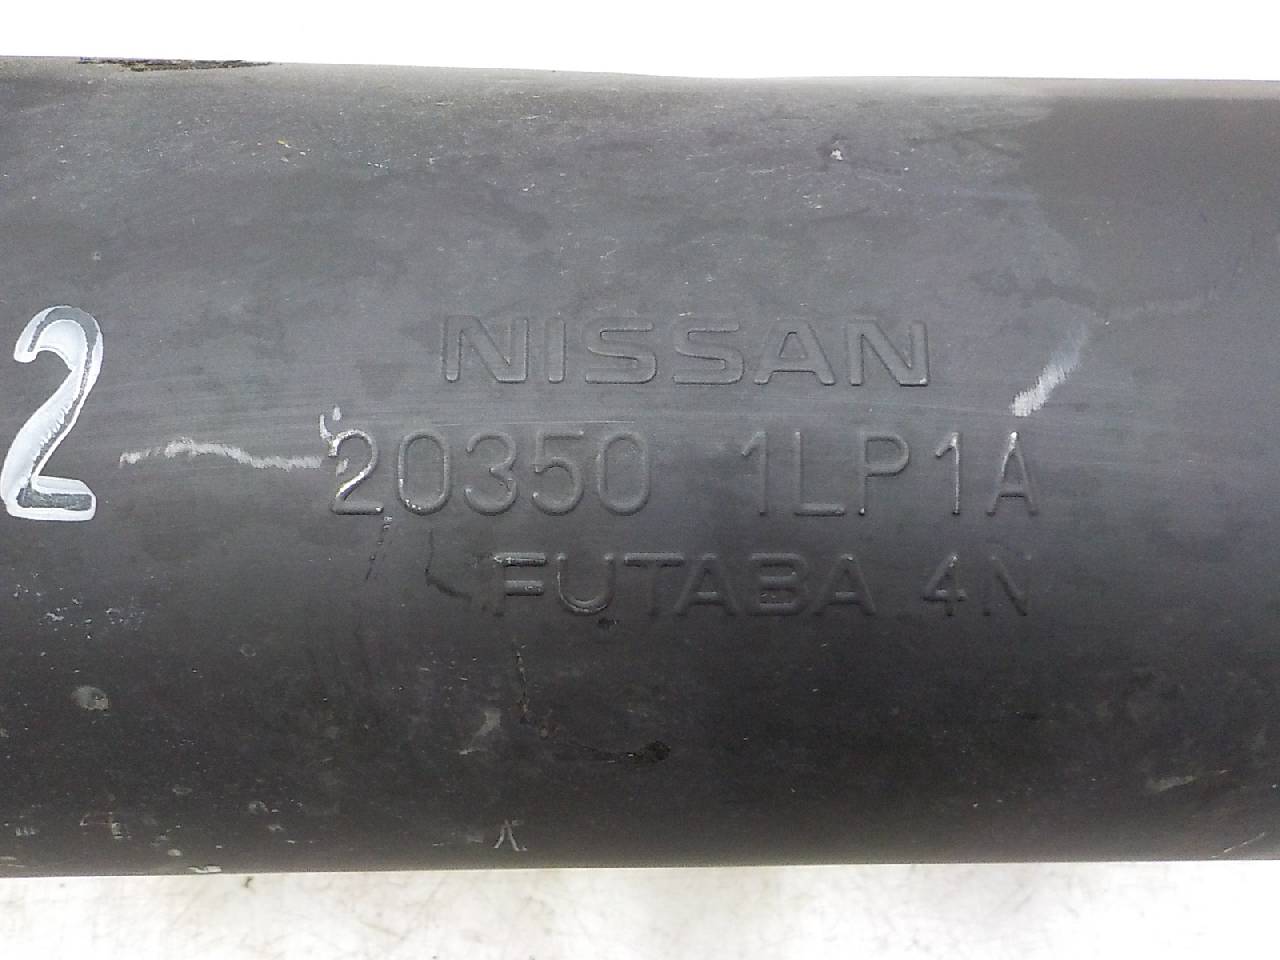 2
NISSAN
20350 1LP1A
FUTABA 4N